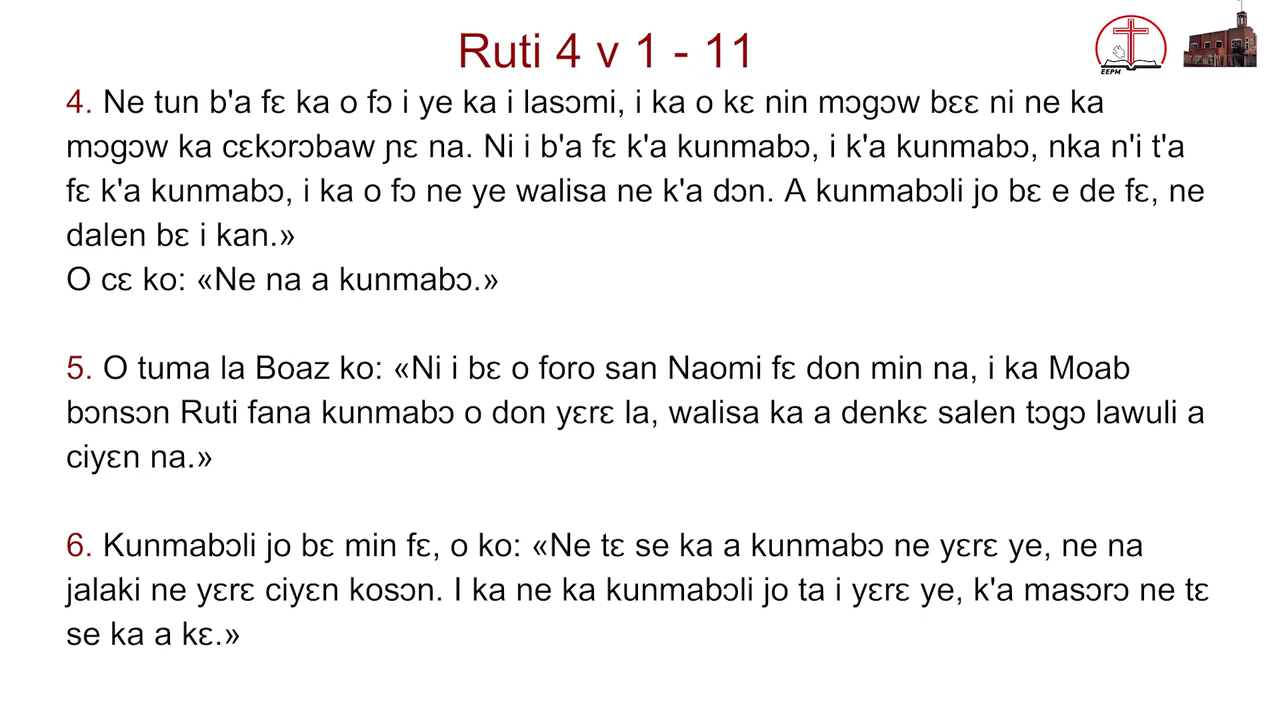 Ruti 4 v 1 - 11
EEPM
4. Ne tun b'a fɛ ka o fɔ i ye ka i lasɔmi, i ka o kɛ nin mɔgɔw bɛɛ ni ne ka
mɔgɔw ka cɛkɔrɔbaw ɲɛ na. Ni i b'a fɛ k'a kunmabɔ, i k'a kunmabɔ, nka n'i t'a
fɛ k'a kunmabɔ, i ka o fɔ ne ye walisa ne k'a dɔn. A kunmabɔli jo bɛ e de fɛ, ne
dalen bɛ i kan.»
O cɛ ko: «Ne na a kunmabɔ.»
5. O tuma la Boaz ko: «Ni i bɛ o foro san Naomi fɛ don min na, i ka Moab
bɔnsɔn Ruti fana kunmabɔ o don yɛrɛ la, walisa ka a denkɛ salen tɔgɔ lawuli a
ciyɛn na.»
6. Kunmabɔli jo bɛ min fɛ, o ko: «Ne tɛ se ka a kunmabɔ ne yɛrɛ ye, ne na
jalaki ne yɛrɛ ciyɛn kosɔn. I ka ne ka kunmabɔli jo ta i yɛrɛ ye, k'a masɔrɔ ne tɛ
se ka a kɛ.»